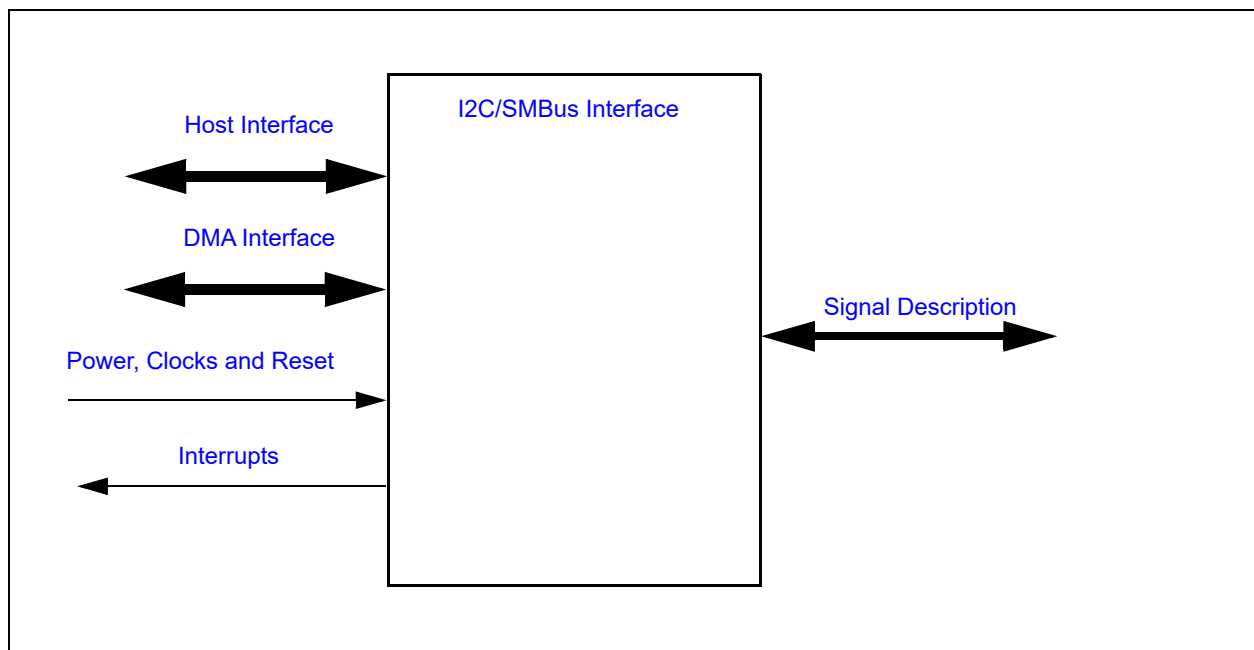 I2C/SMBus Interface
Host Interface
DMA Interface
Signal Description
Power, Clocks and Reset
Interrupts